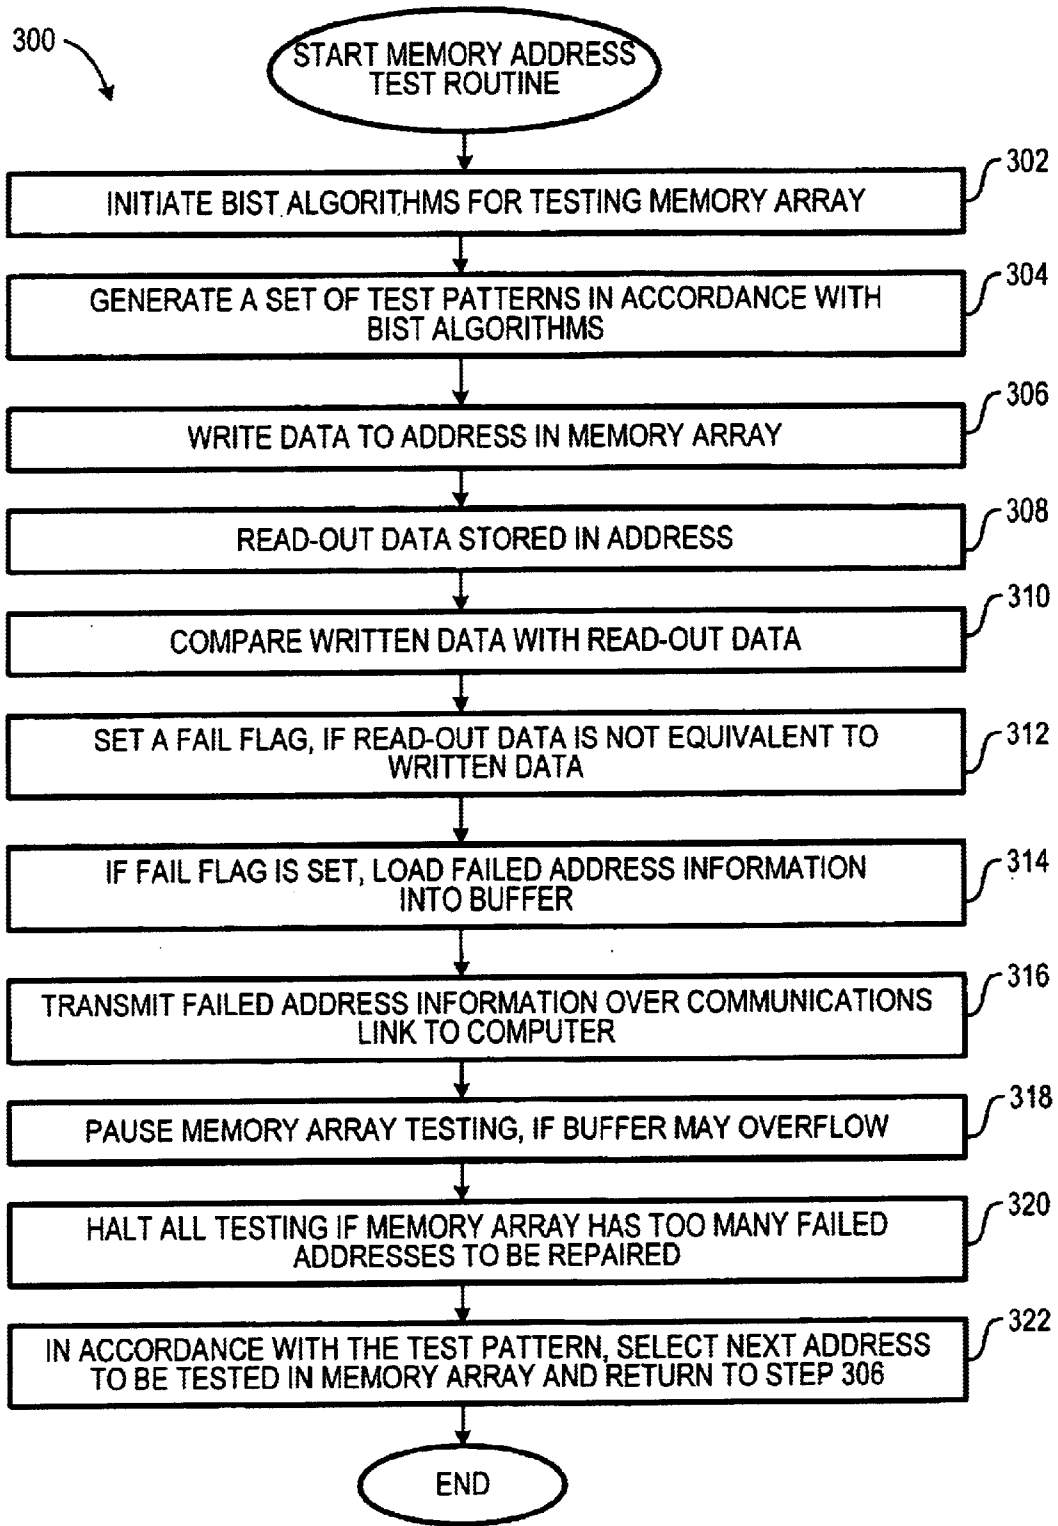 300
START MEMORY ADDRESS
TEST ROUTINE
302
INITIATE BIST ALGORITHMS FOR TESTING MEMORY ARRAY
304
GENERATE A SET OF TEST PATTERNS IN ACCORDANCE WITH
BIST ALGORITHMS
306
WRITE DATA TO ADDRESS IN MEMORY ARRAY
308
READ-OUT DATA STORED IN ADDRESS
310
COMPARE WRITTEN DATA WITH READ-OUT DATA
312
SET A FAIL FLAG, IF READ-OUT DATA IS NOT EQUIVALENT TO
WRITTEN DATA
314
IF FAIL FLAG IS SET, LOAD FAILED ADDRESS INFORMATION
INTO BUFFER
316
TRANSMIT FAILED ADDRESS INFORMATION OVER COMMUNICATIONS
LINK TO COMPUTER
318
PAUSE MEMORY ARRAY TESTING, IF BUFFER MAY OVERFLOW
320
HALT ALL TESTING IF MEMORY ARRAY HAS TOO MANY FAILED
ADDRESSES TO BE REPAIRED
322
IN ACCORDANCE WITH THE TEST PATTERN, SELECT NEXT ADDRESS
TO BE TESTED IN MEMORY ARRAY AND RETURN TO STEP 306
END